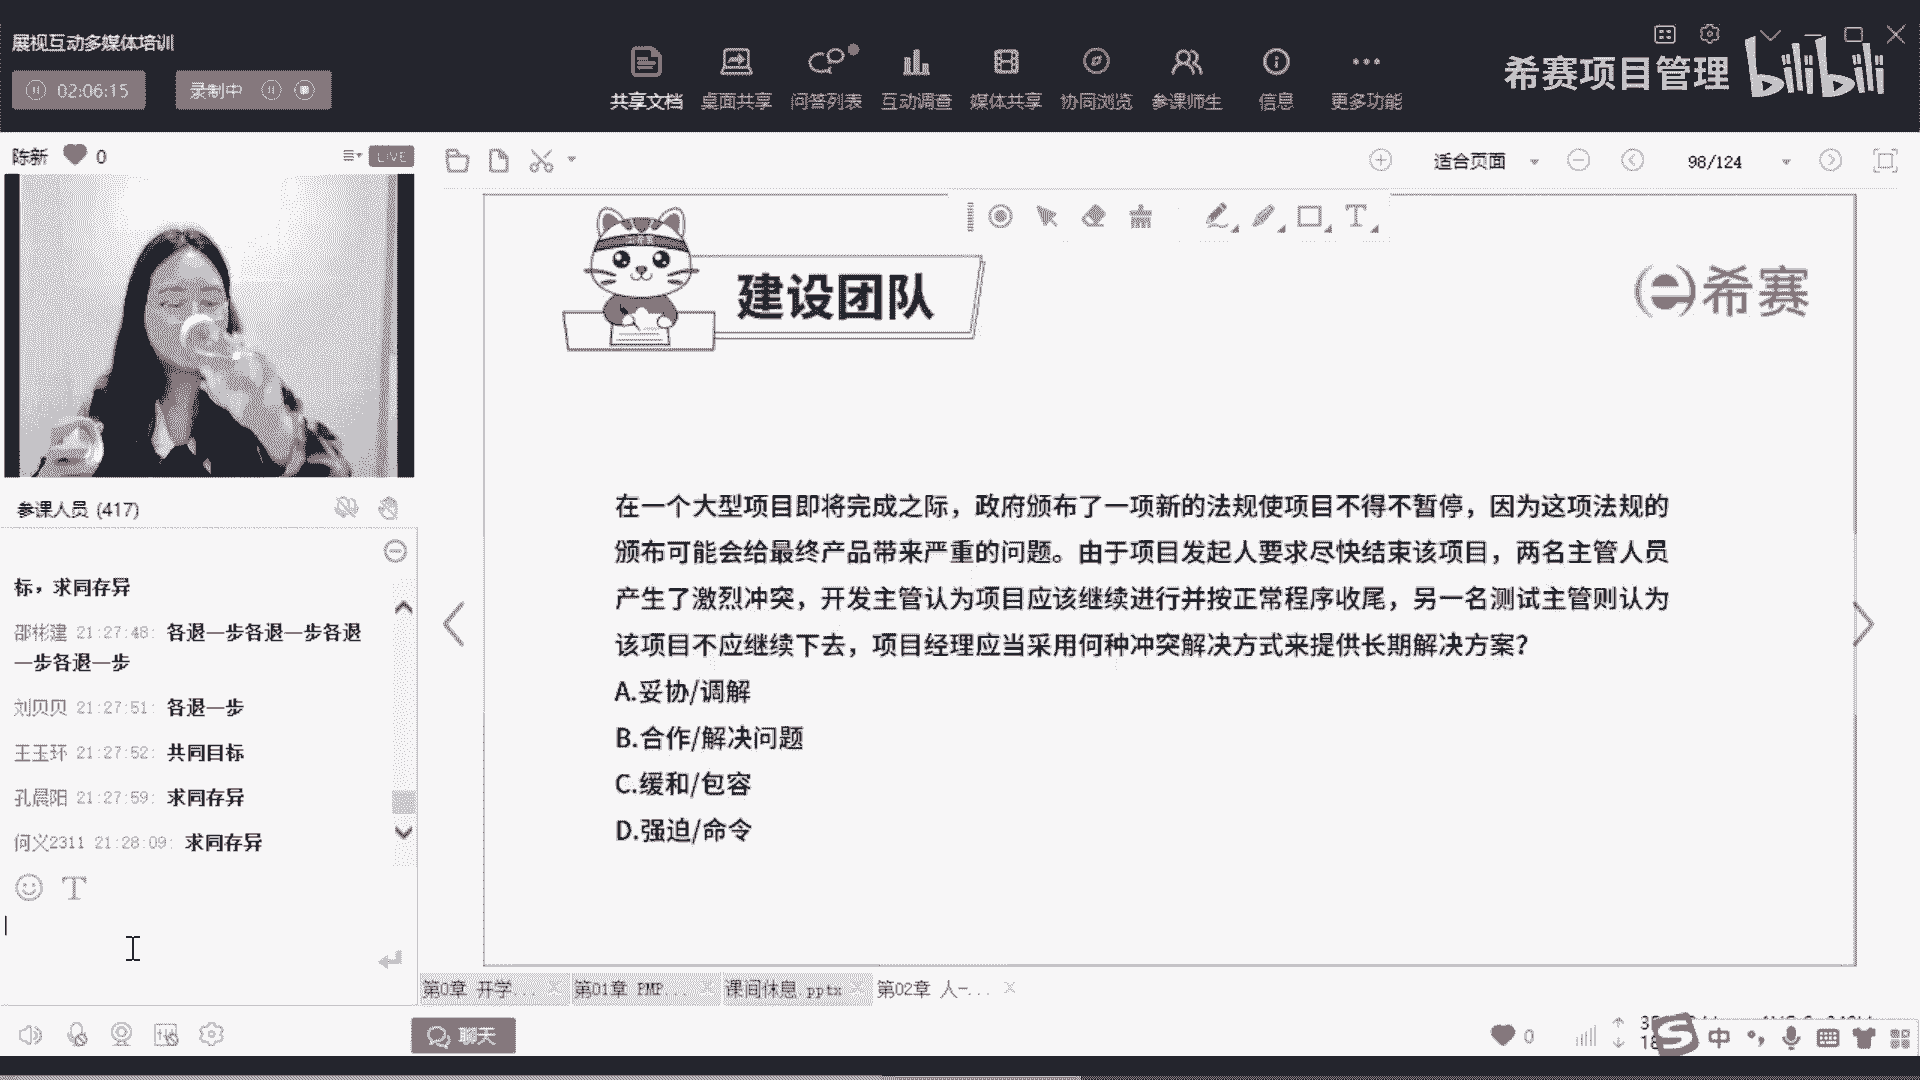 展视互动多媒体培训
02:06:15
录制中
共享文档
桌面共享
问答列表
互动调查
媒体共享
协同浏览
参课师生
信息
更多功能
希赛项目管理
bilibili
陈新
0
LIVE
适合页面
98/124
建设团队
希赛
参课人员 (417)
标，求同存异
邵彬建 21:27:48: 各退一步各退一步各退
一步各退一步
刘贝贝 21:27:51: 各退一步
王玉环 21:27:52: 共同目标
孔晨阳 21:27:59: 求同存异
何义2311 21:28:09: 求同存异
在一个大型项目即将完成之际，政府颁布了一项新的法规使项目不得不暂停，因为这项法规的
颁布可能会给最终产品带来严重的问题。由于项目发起人要求尽快结束该项目，两名主管人员
产生了激烈冲突，开发主管认为项目应该继续进行并按正常程序收尾，另一名测试主管则认为
该项目不应继续下去，项目经理应当采用何种冲突解决方式来提供长期解决方案？
A.妥协/调解
B.合作/解决问题
C.缓和/包容
D.强迫/命令
第0章 开学...
第01章 PMP...
课间休息.pptx
第02章 人-...
聊天
0
中